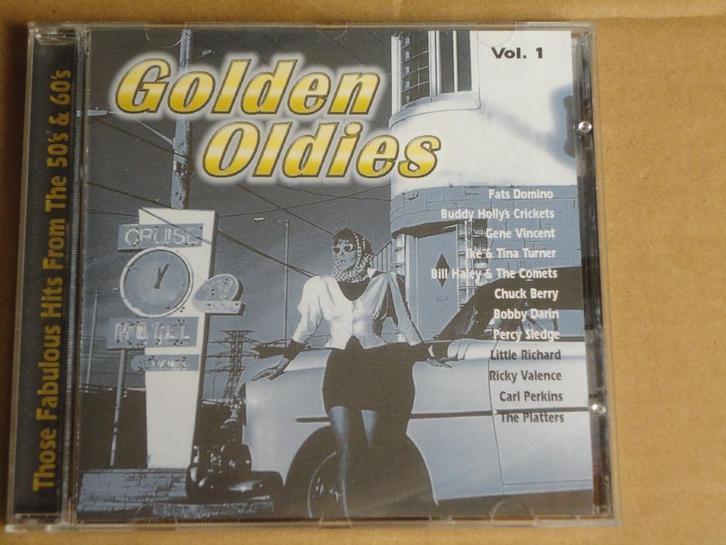 Those Fabulous Hits From The 50's & 60's
Golden
Oldies
Vol. 1
Fats Domino
Buddy Holly's Crickets
Gene Vincent
Ike & Tina Turner
Bill Haley & The Comets
Chuck Berry
Bobby Darin
Percy Sledge
Little Richard
Ricky Valence
Carl Perkins
The Platters
CRUISE
MOTEL